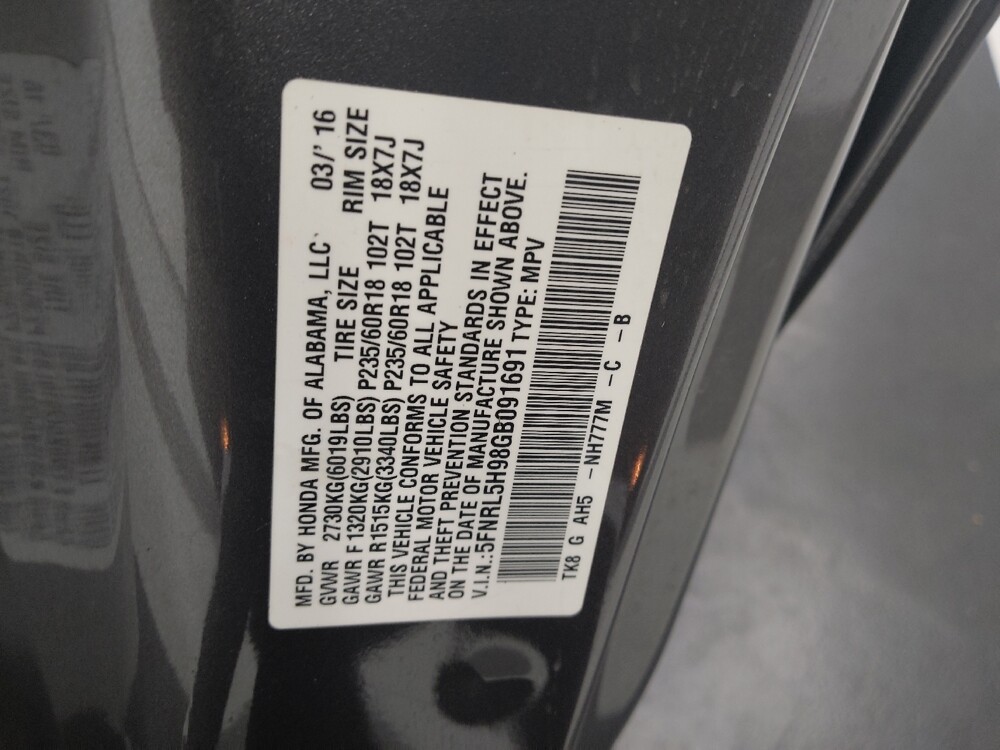 MFD. BY HONDA MFG. OF ALABAMA, LLC 03/' 16
GVWR 2730KG(6019LBS) TIRE SIZE RIM SIZE
GAWR F 1320KG(2910LBS) P235/60R18 102T 18X7J
GAWR R1515KG(3340LBS) P235/60R18 102T 18X7J
THIS VEHICLE CONFORMS TO ALL APPLICABLE
FEDERAL MOTOR VEHICLE SAFETY
AND THEFT PREVENTION STANDARDS IN EFFECT
ON THE DATE OF MANUFACTURE SHOWN ABOVE.
V.I.N.:5FNRL5H98GB091691 TYPE: MPV
TK8 G AH5 -NH777M -C -B